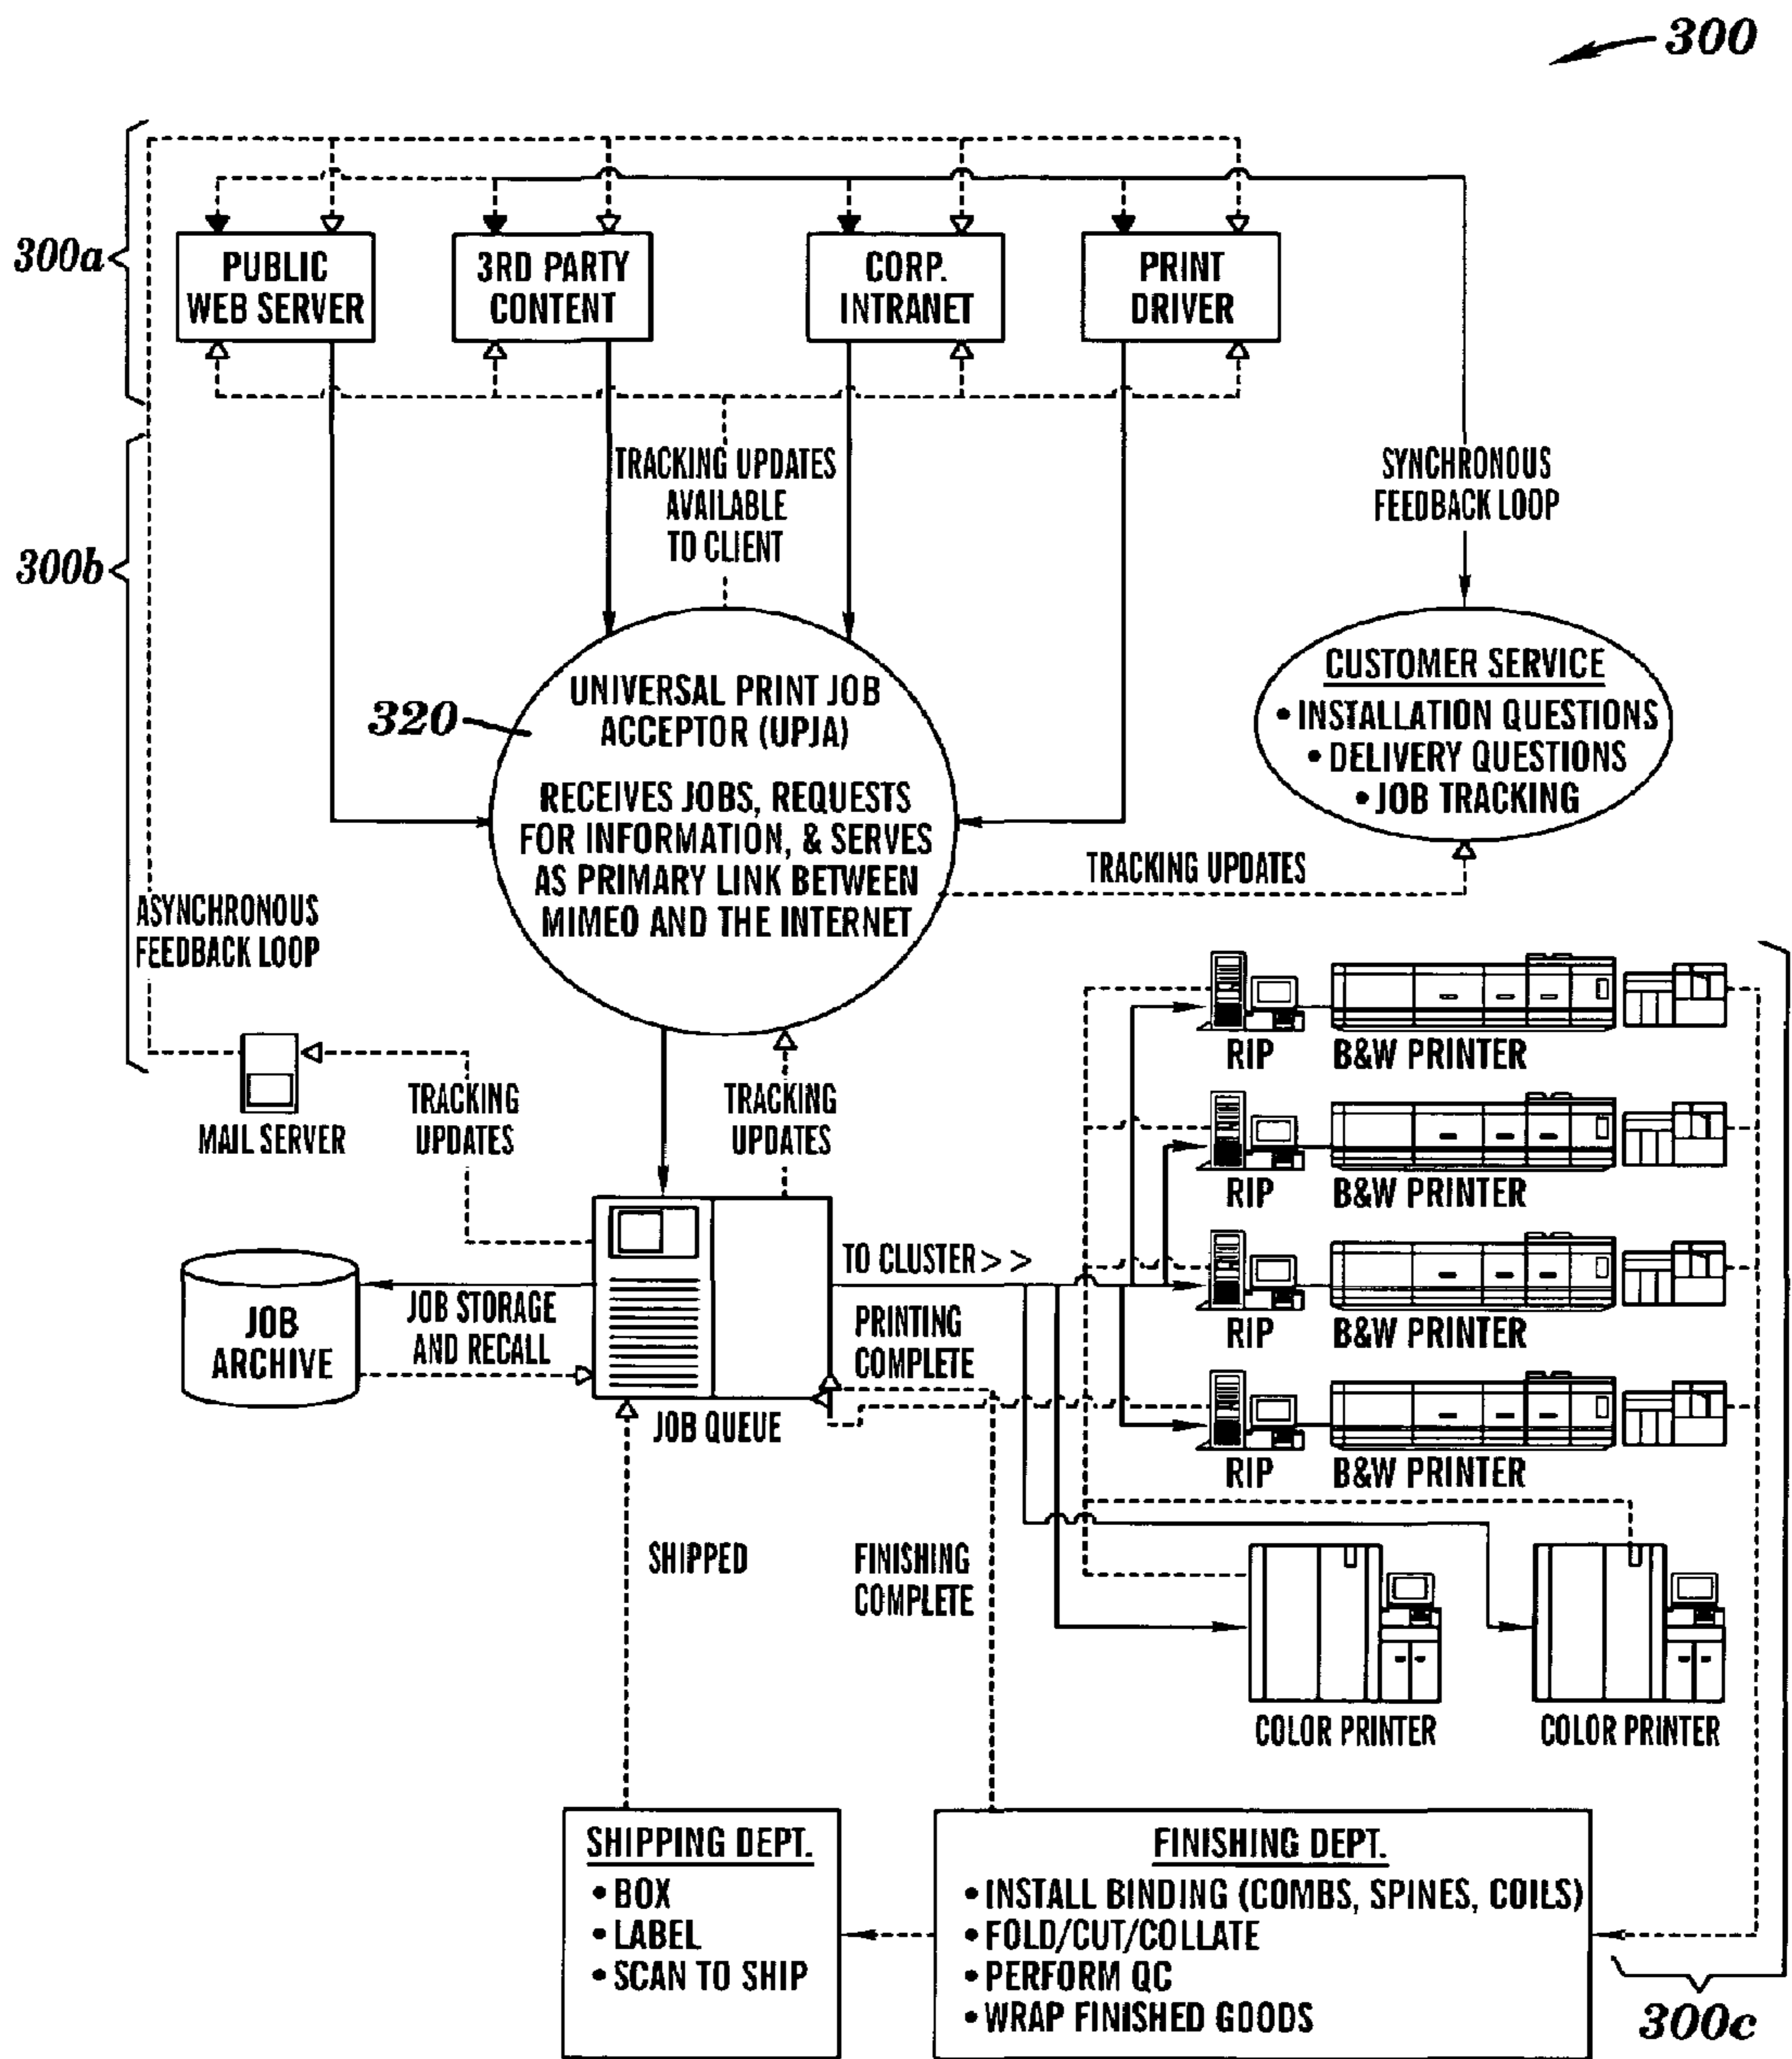 300
300a
PUBLIC
WEB SERVER
3RD PARTY
CONTENT
CORP.
INTRANET
PRINT
DRIVER
300b
TRACKING UPDATES
AVAILABLE
TO CLIENT
SYNCHRONOUS
FEEDBACK LOOP
320
UNIVERSAL PRINT JOB
ACCEPTOR (UPJA)
RECEIVES JOBS, REQUESTS
FOR INFORMATION, & SERVES
AS PRIMARY LINK BETWEEN
MIMEO AND THE INTERNET
CUSTOMER SERVICE
• INSTALLATION QUESTIONS
• DELIVERY QUESTIONS
• JOB TRACKING
TRACKING UPDATES
ASYNCHRONOUS
FEEDBACK LOOP
MAIL SERVER
TRACKING
UPDATES
TRACKING
UPDATES
RIP B&W PRINTER
RIP B&W PRINTER
RIP B&W PRINTER
RIP B&W PRINTER
JOB
ARCHIVE
JOB STORAGE
AND RECALL
JOB QUEUE
TO CLUSTER > >
PRINTING
COMPLETE
SHIPPED
FINISHING
COMPLETE
COLOR PRINTER
COLOR PRINTER
SHIPPING DEPT.
• BOX
• LABEL
• SCAN TO SHIP
FINISHING DEPT.
• INSTALL BINDING (COMBS, SPINES, COILS)
• FOLD/CUT/COLLATE
• PERFORM QC
• WRAP FINISHED GOODS
300c